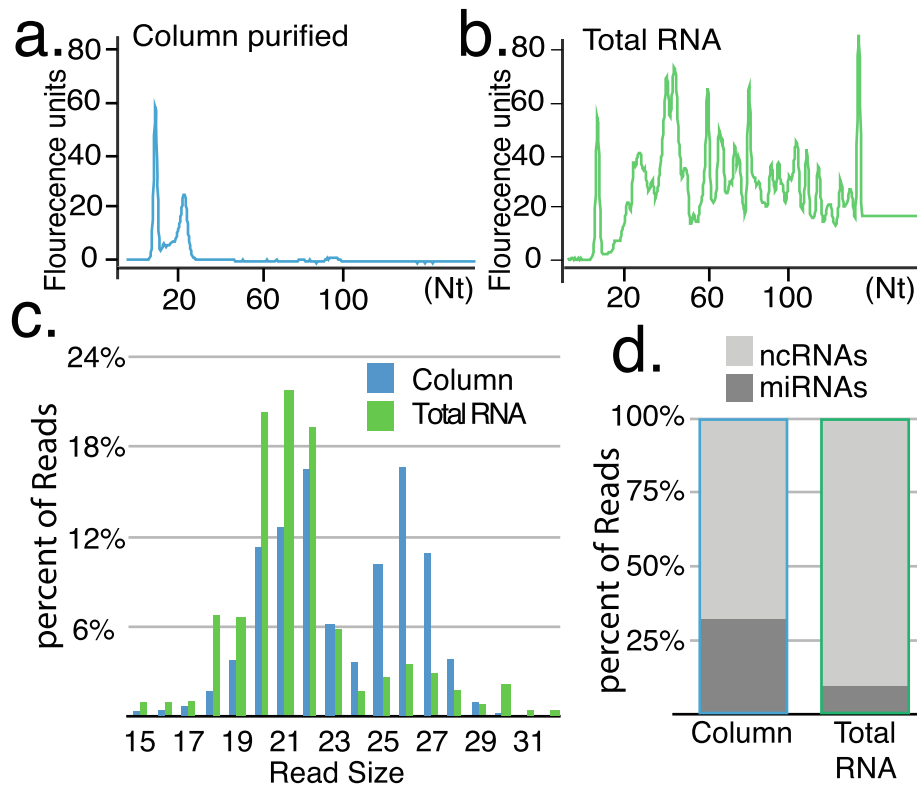 a.
Column purified
Flourecence units
80
60
40
20
0
20 60 100 (Nt)
b.
Total RNA
Flourecence units
80
60
40
20
0
20 60 100 (Nt)
c.
percent of Reads
24%
18%
12%
6%
Column
Total RNA
15 17 19 21 23 25 27 29 31
Read Size
d.
ncRNAs
miRNAs
percent of Reads
100%
75%
50%
25%
Column
Total
RNA